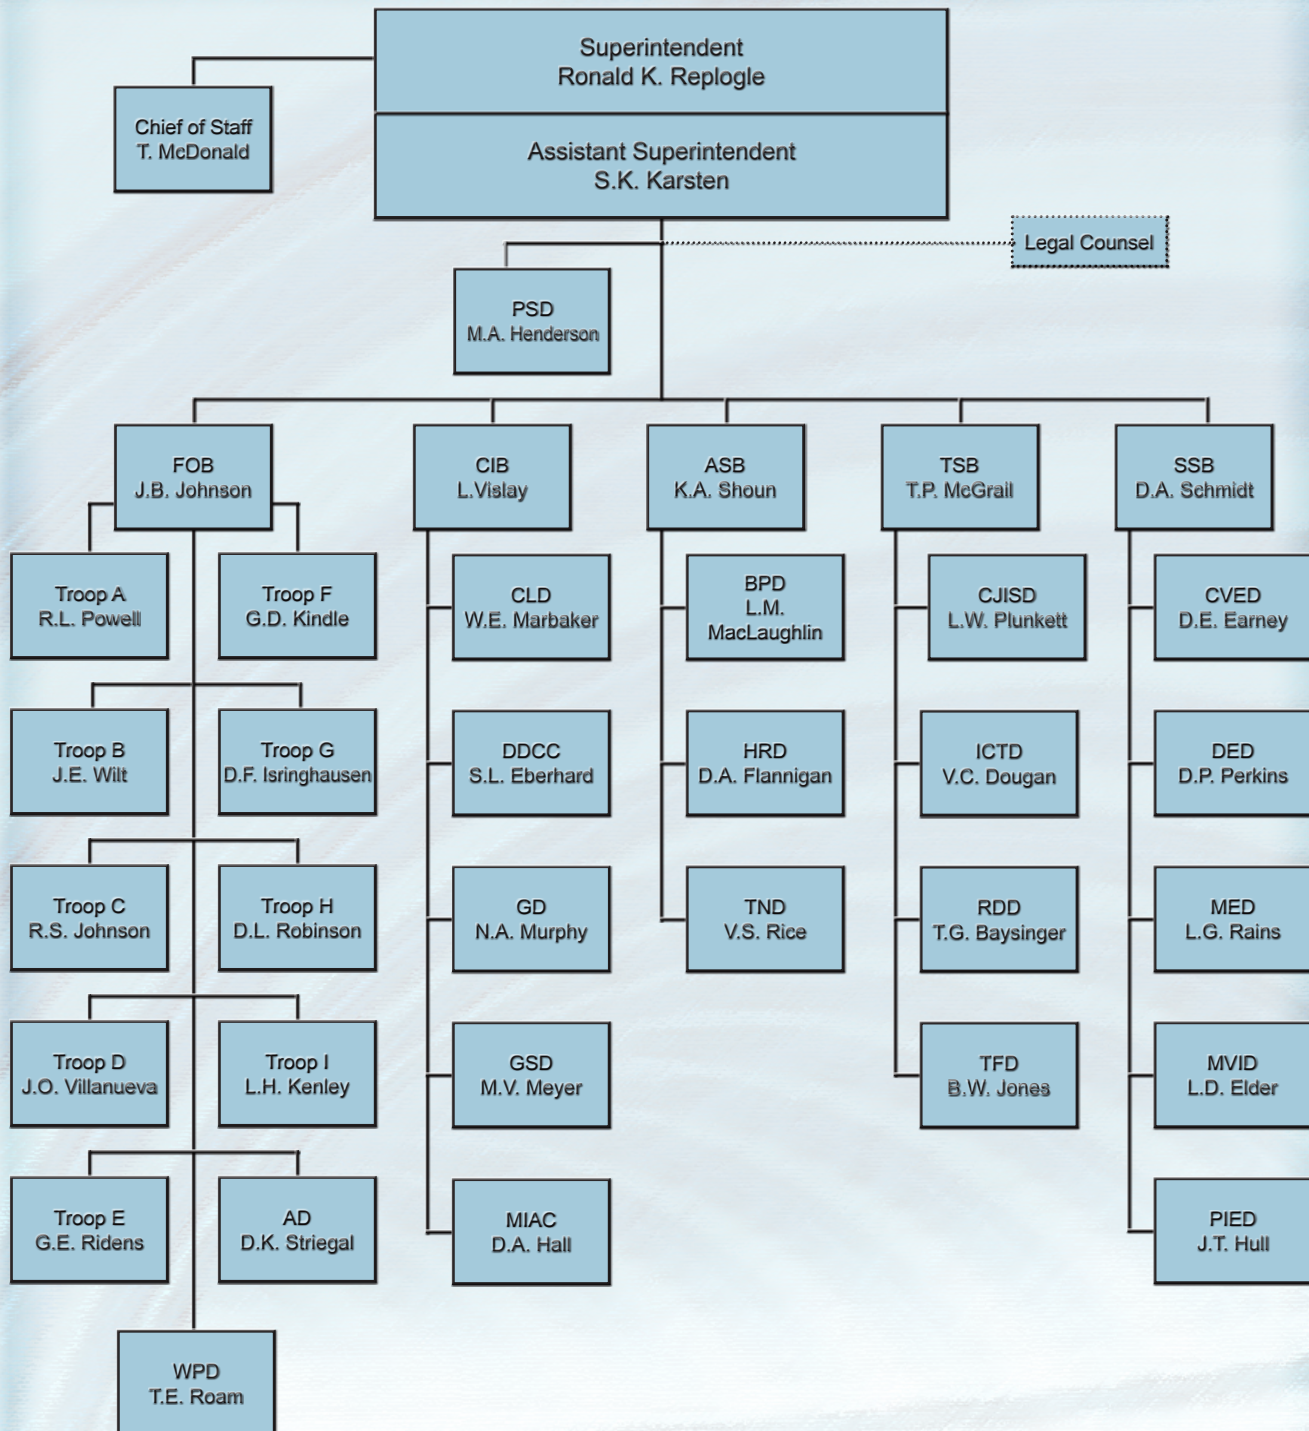 Superintendent
Ronald K. Replogle
Chief of Staff
T. McDonald
Assistant Superintendent
S.K. Karsten
Legal Counsel
PSD
M.A. Henderson
FOB
J.B. Johnson
CIB
L.Vislay
ASB
K.A. Shoun
TSB
T.P. McGrail
SSB
D.A. Schmidt
Troop A
R.L. Powell
Troop F
G.D. Kindle
CLD
W.E. Marbaker
BPD
L.M.
MacLaughlin
CJISD
L.W. Plunkett
CVED
D.E. Earney
Troop B
J.E. Wilt
Troop G
D.F. Isringhausen
DDCC
S.L. Eberhard
HRD
D.A. Flannigan
ICTD
V.C. Dougan
DED
D.P. Perkins
Troop C
R.S. Johnson
Troop H
D.L. Robinson
GD
N.A. Murphy
TND
V.S. Rice
RDD
T.G. Baysinger
MED
L.G. Rains
Troop D
J.O. Villanueva
Troop I
L.H. Kenley
GSD
M.V. Meyer
TFD
B.W. Jones
MVID
L.D. Elder
Troop E
G.E. Ridens
AD
D.K. Striegal
MIAC
D.A. Hall
PIED
J.T. Hull
WPD
T.E. Roam